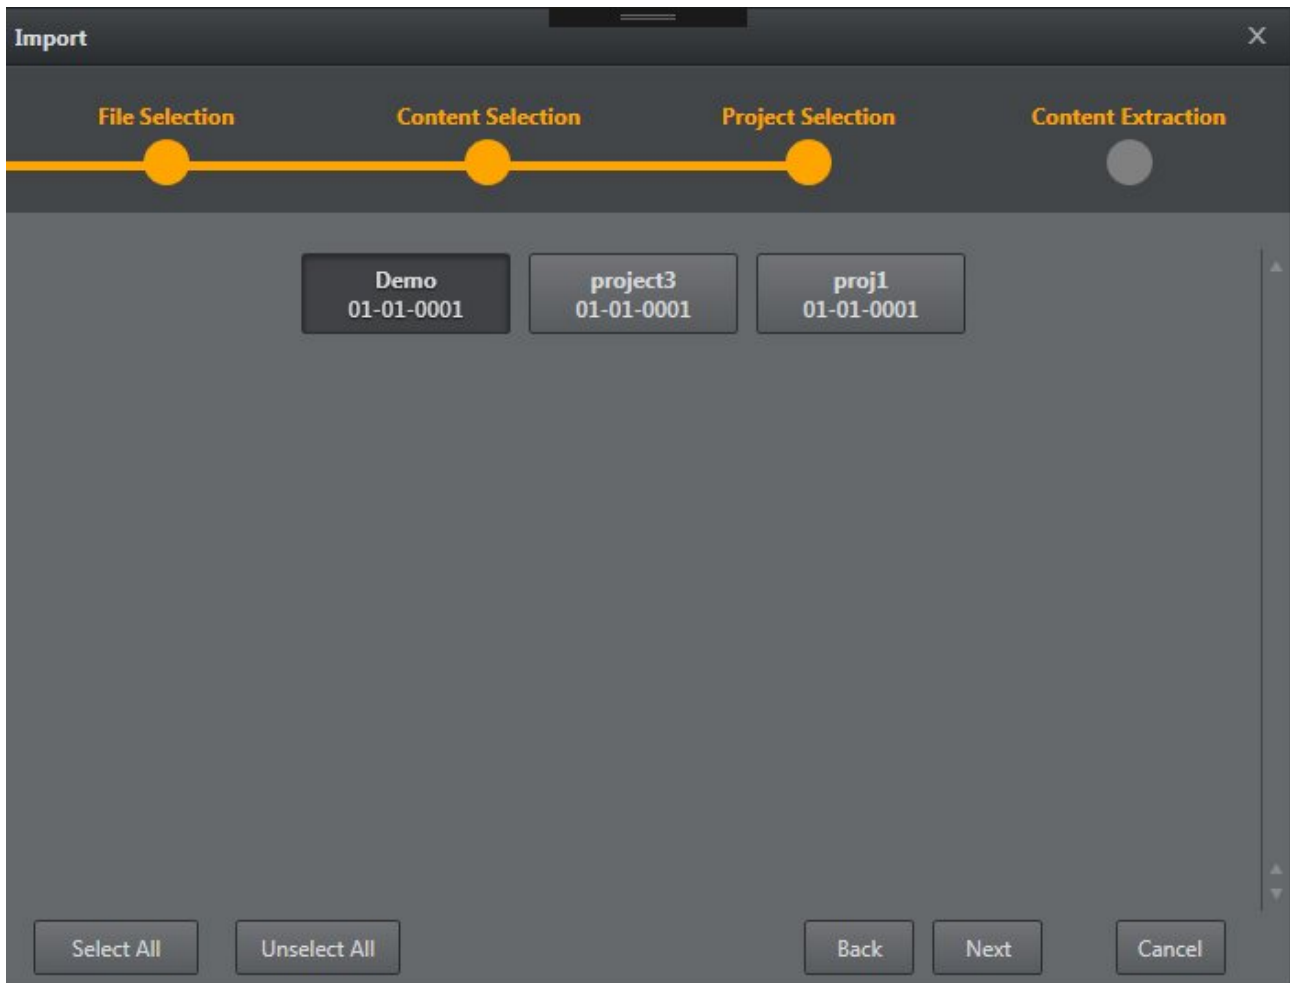 Import X
File Selection Content Selection Project Selection Content Extraction
Demo project3 proj1
01-01-0001 01-01-0001 01-01-0001
Select All Unselect All Back Next Cancel